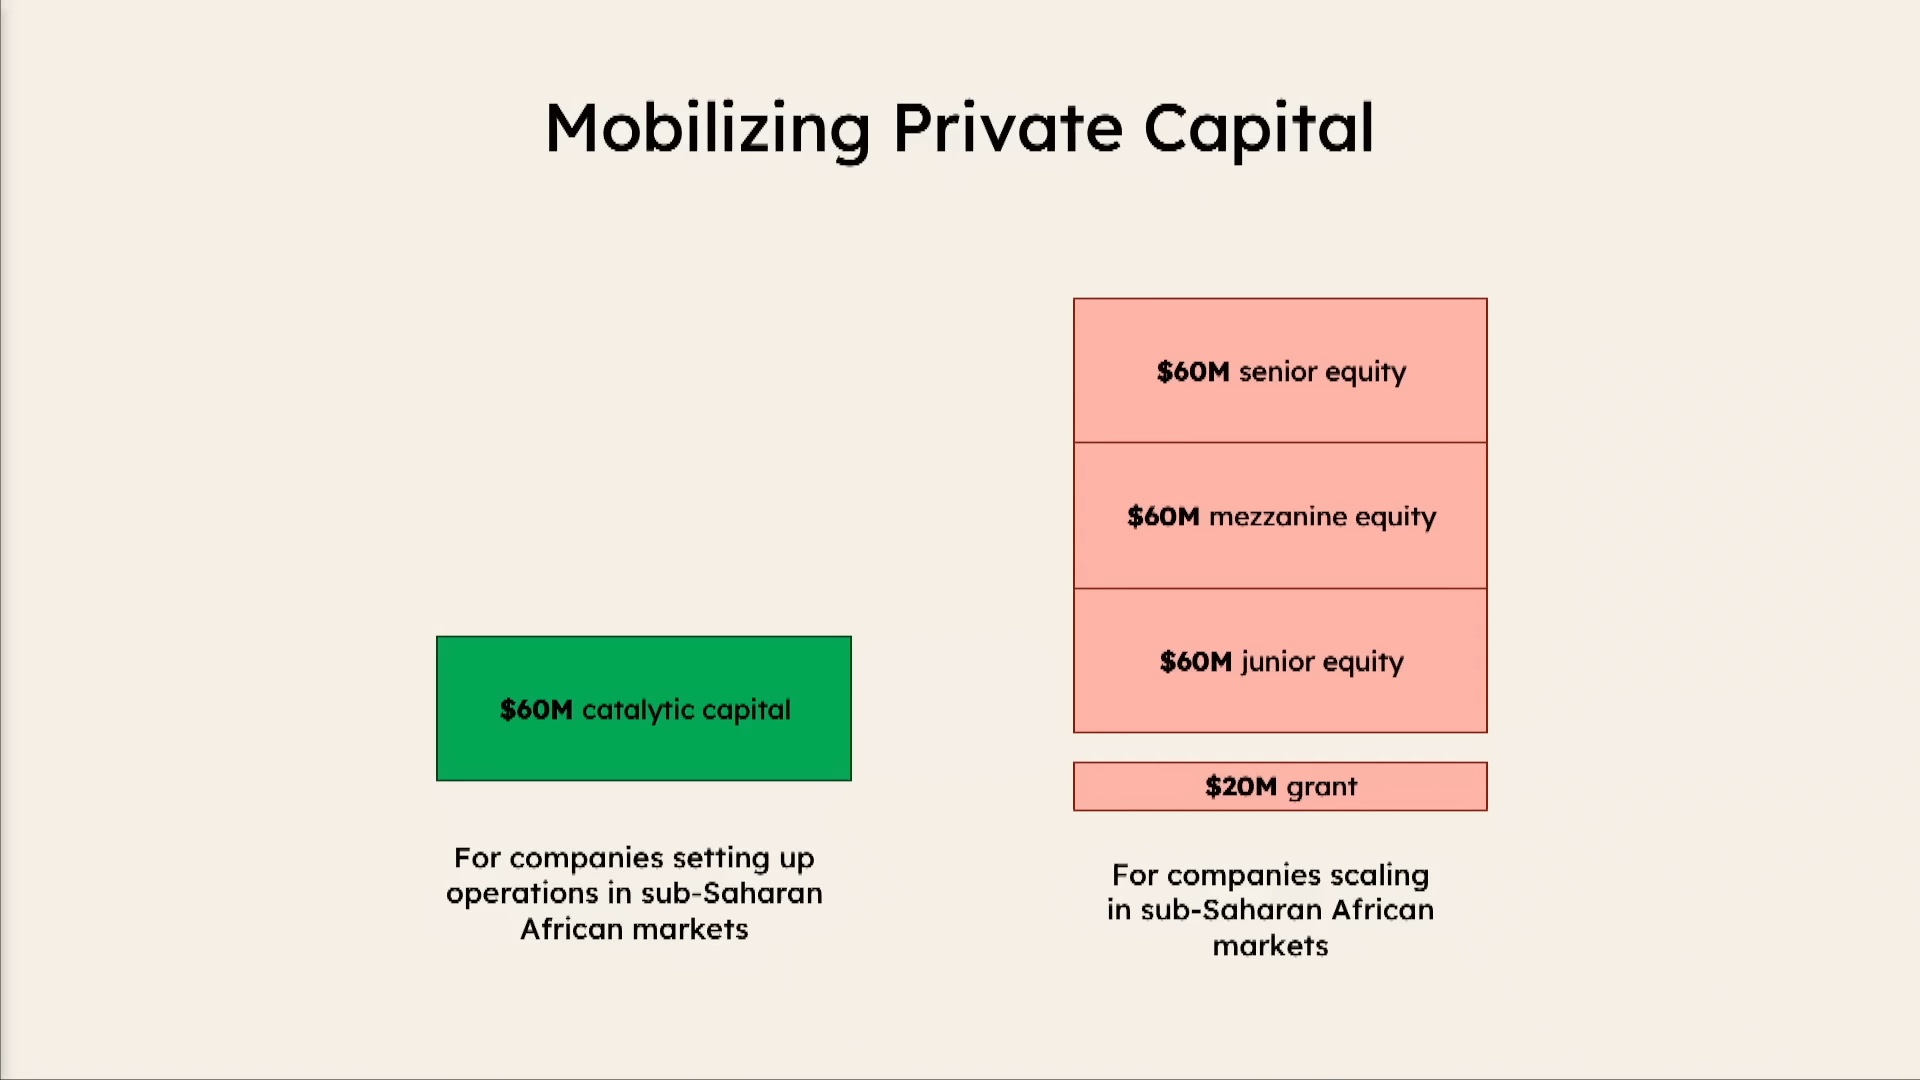 Mobilizing Private Capital
$60M senior equity
$60M mezzanine equity
$60M junior equity
$60M catalytic capital
$20M grant
For companies setting up
operations in sub-Saharan
African markets
For companies scaling
in sub-Saharan African
markets